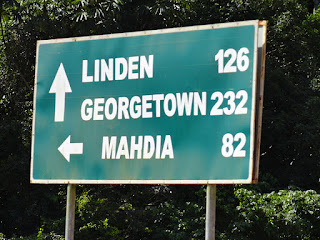 LINDEN 126
GEORGETOWN 232
MAHDIA 82